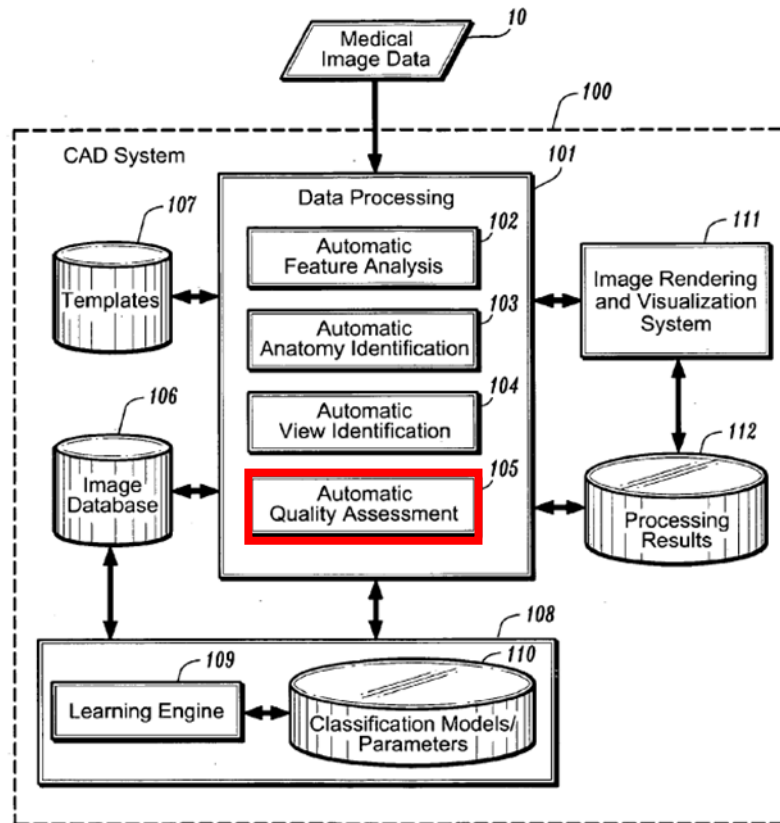 10
Medical
Image Data
100
CAD System
101
107
Data Processing
102
111
Automatic
Feature Analysis
Templates
Image Rendering
and Visualization
System
103
Automatic
Anatomy Identification
106
104
Automatic
View Identification
112
Image
Database
105
Automatic
Quality Assessment
Processing
Results
108
109
110
Learning Engine
Classification Models/
Parameters